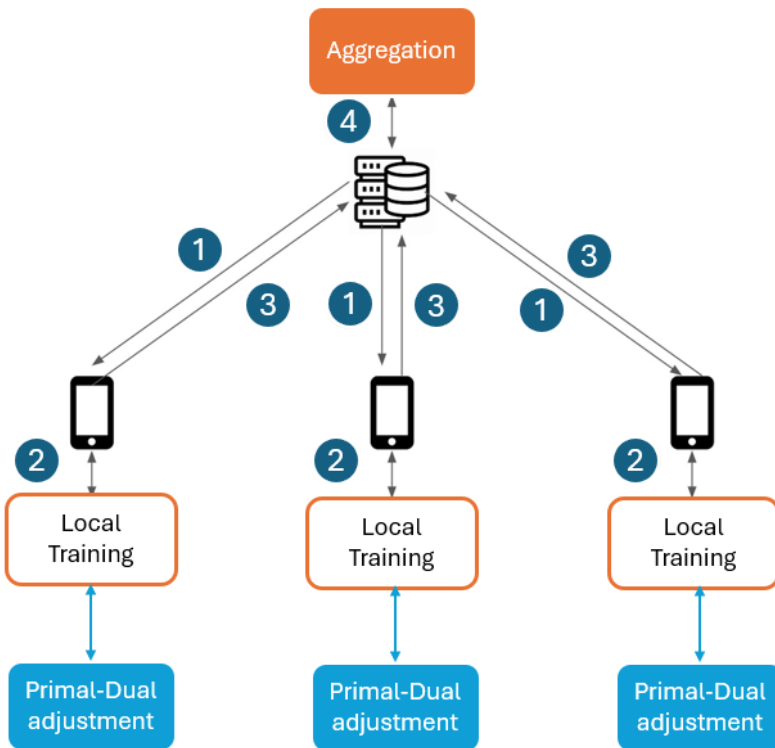 Aggregation
4
1
3
3
1
3
1
2
2
2
Local
Training
Local
Training
Local
Training
Primal-Dual
adjustment
Primal-Dual
adjustment
Primal-Dual
adjustment